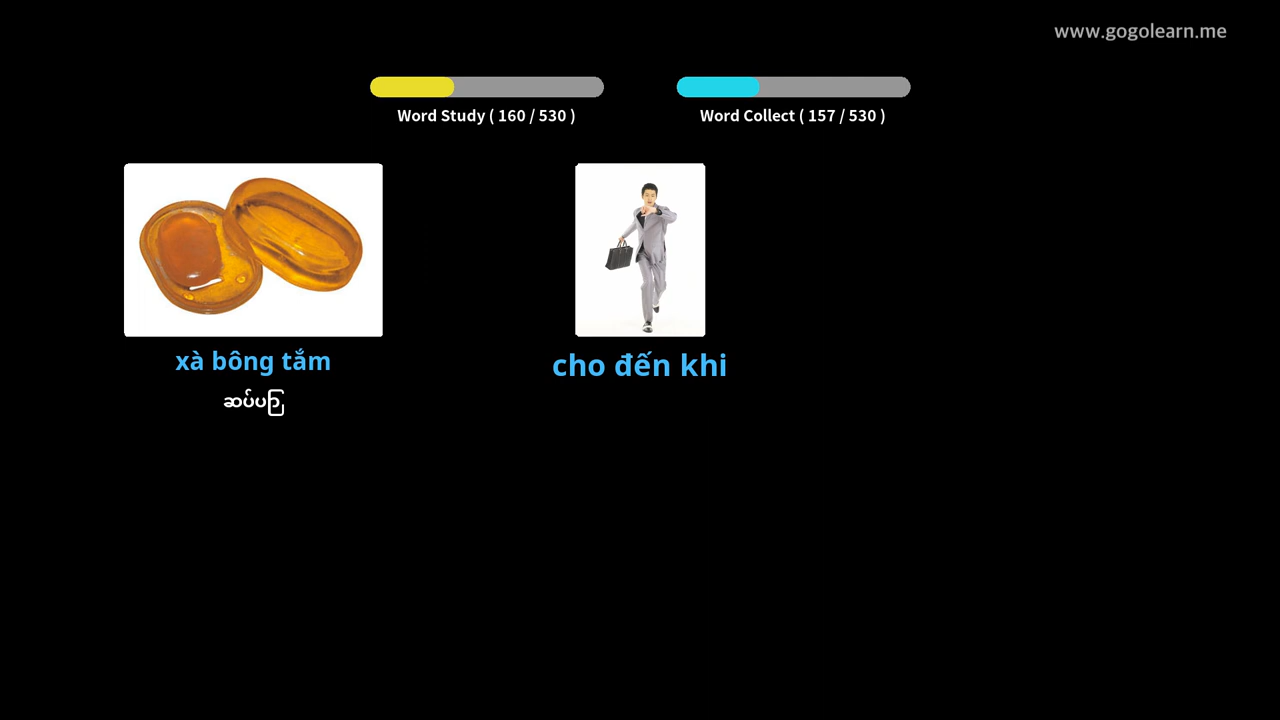 www.gogolearn.me
Word Study ( 160 / 530 )
Word Collect ( 157 / 530 )
xà bông tắm
ဆပ်ပြာ
cho đến khi